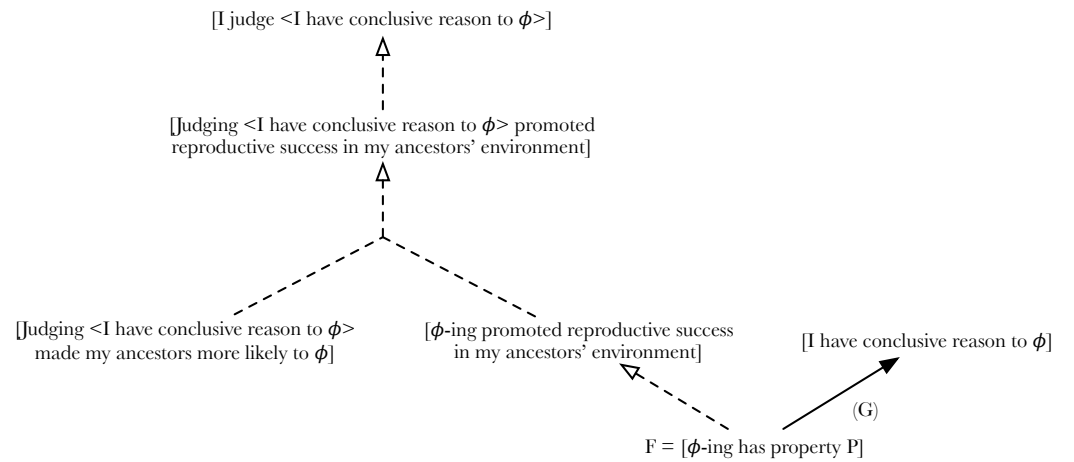 [I judge <I have conclusive reason to ϕ>]
[Judging <I have conclusive reason to ϕ> promoted
reproductive success in my ancestors’ environment]
[Judging <I have conclusive reason to ϕ>
made my ancestors more likely to ϕ]
[ϕ-ing promoted reproductive success
in my ancestors’ environment]
[I have conclusive reason to ϕ]
(G)
F = [ϕ-ing has property P]